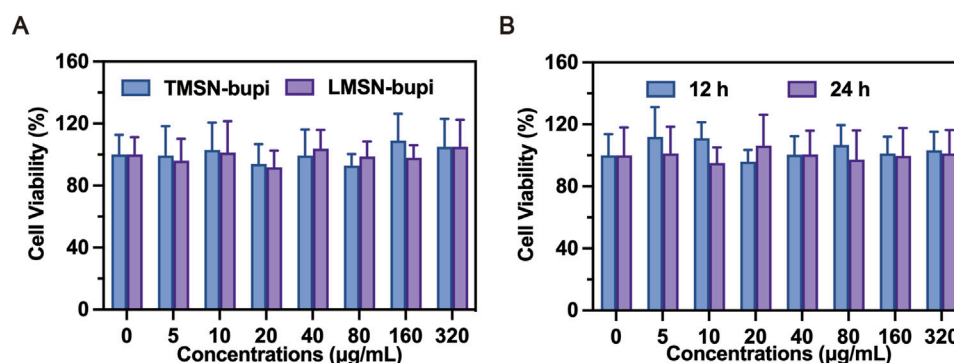 A
Cell Viability (%)
160
120
80
40
0
TMSN-bupi LMSN-bupi
0 5 10 20 40 80 160 320
Concentrations (μg/mL)
B
Cell Viability (%)
160
120
80
40
0
12 h 24 h
0 5 10 20 40 80 160 320
Concentrations (μg/mL)